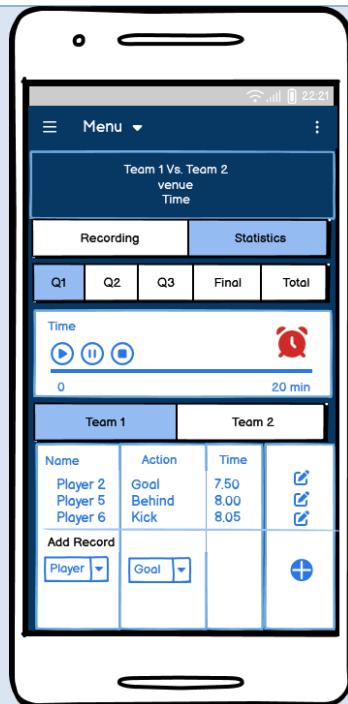 22:21
Menu
Team 1 Vs. Team 2
venue
Time
Recording Statistics
Q1 Q2 Q3 Final Total
Time
0 20 min
Team 1 Team 2
Name Action Time
Player 2 Goal 7.50
Player 5 Behind 8.00
Player 6 Kick 8.05
Add Record
Player Goal